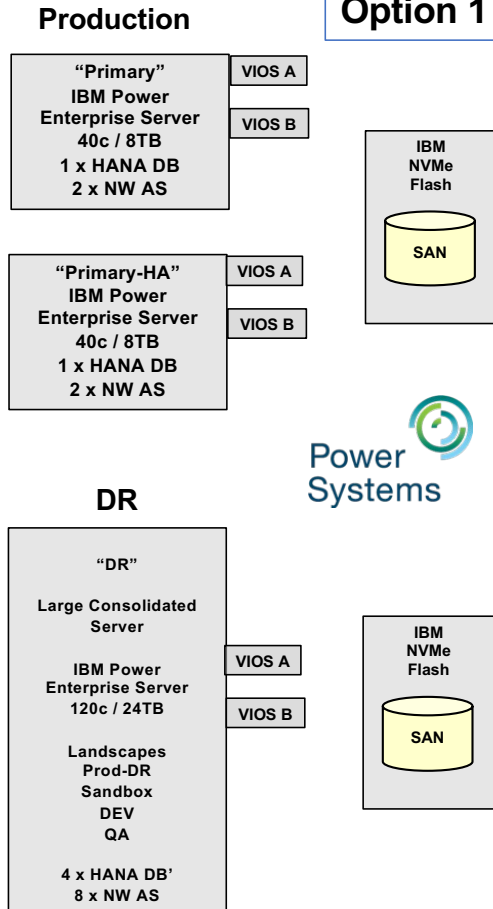 Production
Option 1
“Primary”
IBM Power
Enterprise Server
40c / 8TB
1 x HANA DB
2 x NW AS
VIOS A
VIOS B
IBM
NVMe
Flash
SAN
“Primary-HA”
IBM Power
Enterprise Server
40c / 8TB
1 x HANA DB
2 x NW AS
VIOS A
VIOS B
Power
Systems
DR
“DR”
Large Consolidated
Server
IBM Power
Enterprise Server
120c / 24TB
Landscapes
Prod-DR
Sandbox
DEV
QA
4 x HANA DB’
8 x NW AS
VIOS A
VIOS B
IBM
NVMe
Flash
SAN